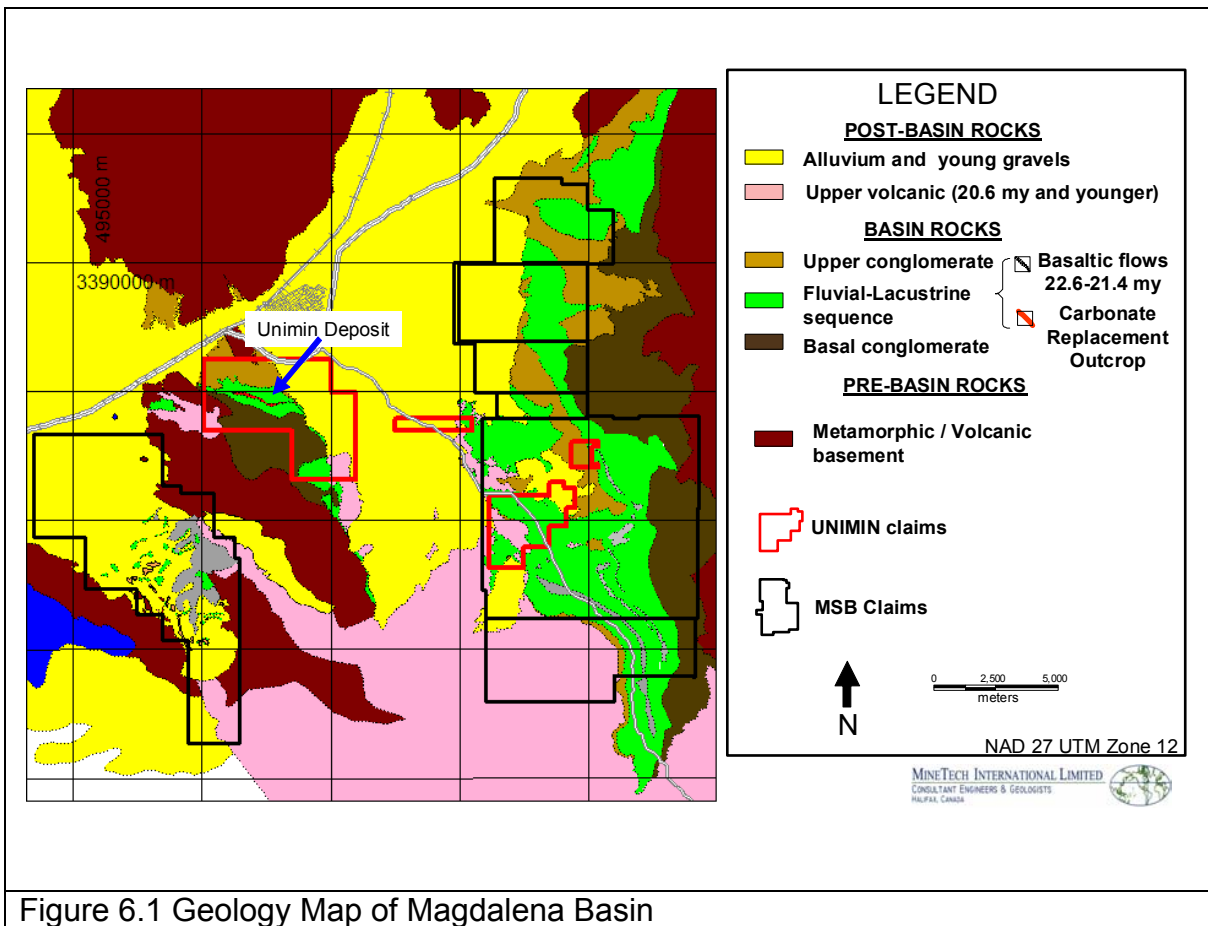 495000 m
3390000 m
Unimin Deposit
LEGEND
POST-BASIN ROCKS
Alluvium and young gravels
Upper volcanic (20.6 my and younger)
BASIN ROCKS
Upper conglomerate
Fluvial-Lacustrine
sequence
Basal conglomerate
Basaltic flows
22.6-21.4 my
Carbonate
Replacement
Outcrop
PRE-BASIN ROCKS
Metamorphic / Volcanic
basement
UNIMIN claims
MSB Claims
N
0 2,500 5,000
meters
NAD 27 UTM Zone 12
MINETECH INTERNATIONAL LIMITED
CONSULTANT ENGINEERS & GEOLOGISTS
HALIFAX, CANADA
Figure 6.1 Geology Map of Magdalena Basin